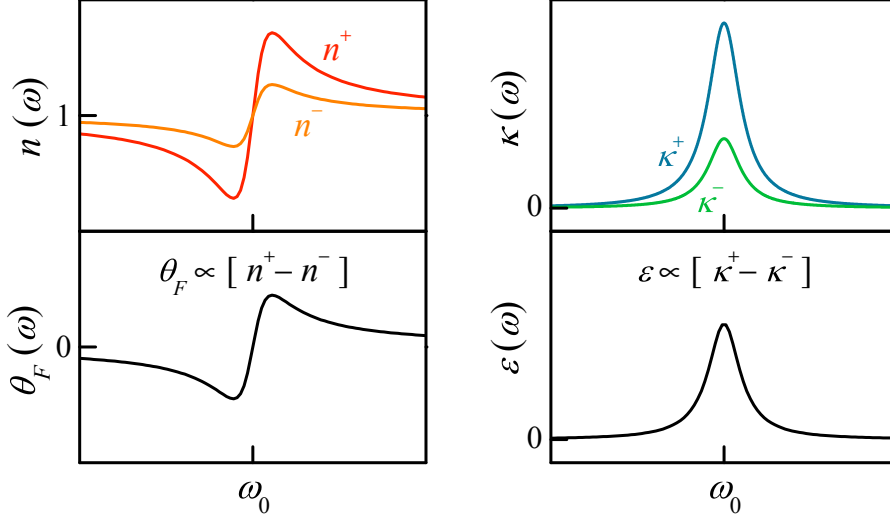 n (ω)
1
n⁺
n⁻
κ (ω)
0
κ⁺
κ⁻
θ_F (ω)
0
θ_F ∝ [ n⁺ − n⁻ ]
ω₀
ε (ω)
0
ε ∝ [ κ⁺ − κ⁻ ]
ω₀